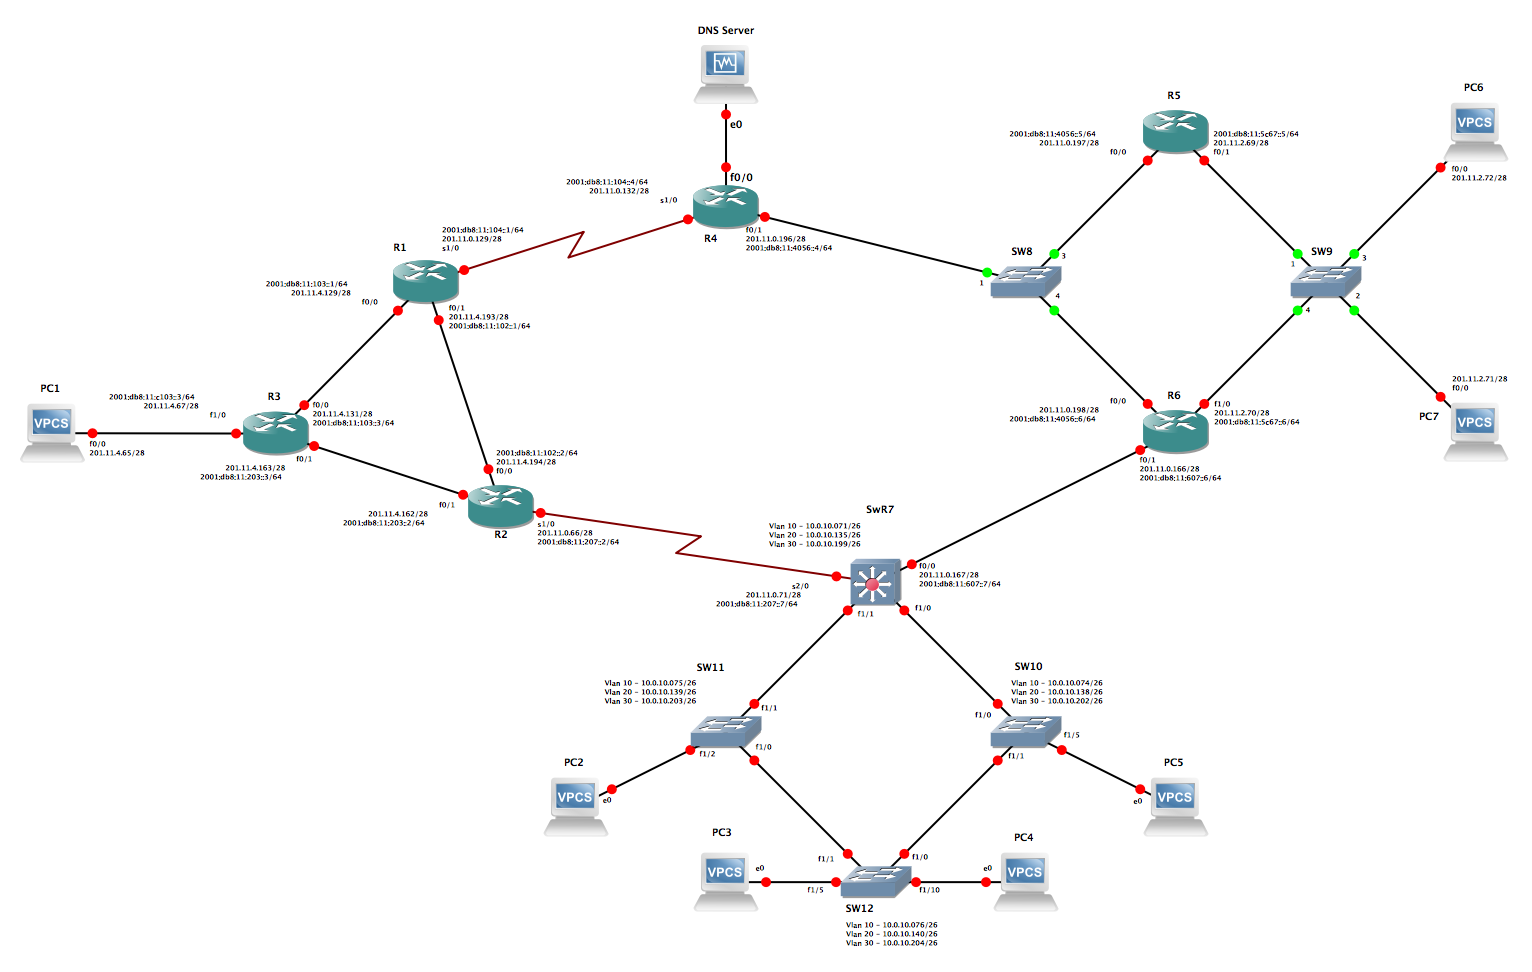 DNS Server
e0
f0/0
2001;db8;11;104;;4/64
201.11.0.132/28
s1/0
R4
f0/1
201.11.0.196/28
2001;db8;11;4056;;4/64
R5
2001;db8;11;4056;;5/64
201.11.0.197/28
f0/0
2001;db8;11;5c67;;5/64
201.11.2.69/28
f0/1
PC6
VPCS
f0/0
201.11.2.72/28
R1
2001;db8;11;104;;1/64
201.11.0.129/28
s1/0
2001;db8;11;103;;1/64
201.11.4.129/28
f0/0
f0/1
201.11.4.193/28
2001;db8;11;102;;1/64
SW8
3
1
4
SW9
1
3
4
2
PC1
VPCS
f0/0
201.11.4.65/28
2001;db8;11;c103;;3/64
201.11.4.67/28
f1/0
R3
f0/0
201.11.4.131/28
2001;db8;11;103;;3/64
f0/1
201.11.4.163/28
2001;db8;11;203;;3/64
2001;db8;11;102;;2/64
201.11.4.194/28
f0/0
f0/1
201.11.4.162/28
2001;db8;11;203;;2/64
R2
s1/0
201.11.0.66/28
2001;db8;11;207;;2/64
R6
f0/0
201.11.0.198/28
2001;db8;11;4056;;6/64
f1/0
201.11.2.70/28
2001;db8;11;5c67;;6/64
f0/1
201.11.0.166/28
2001;db8;11;607;;6/64
201.11.2.71/28
f0/0
PC7
VPCS
SwR7
Vlan 10 - 10.0.10.071/26
Vlan 20 - 10.0.10.135/26
Vlan 30 - 10.0.10.199/26
s2/0
201.11.0.71/28
2001;db8;11;207;;7/64
f0/0
201.11.0.167/28
2001;db8;11;607;;7/64
f1/1
f1/0
SW11
Vlan 10 - 10.0.10.075/26
Vlan 20 - 10.0.10.139/26
Vlan 30 - 10.0.10.203/26
f1/1
f1/0
f1/2
SW10
Vlan 10 - 10.0.10.074/26
Vlan 20 - 10.0.10.138/26
Vlan 30 - 10.0.10.202/26
f1/0
f1/5
f1/1
PC2
VPCS
e0
PC5
VPCS
e0
PC3
VPCS
e0
f1/5
f1/1
f1/0
f1/10
PC4
VPCS
e0
SW12
Vlan 10 - 10.0.10.076/26
Vlan 20 - 10.0.10.140/26
Vlan 30 - 10.0.10.204/26